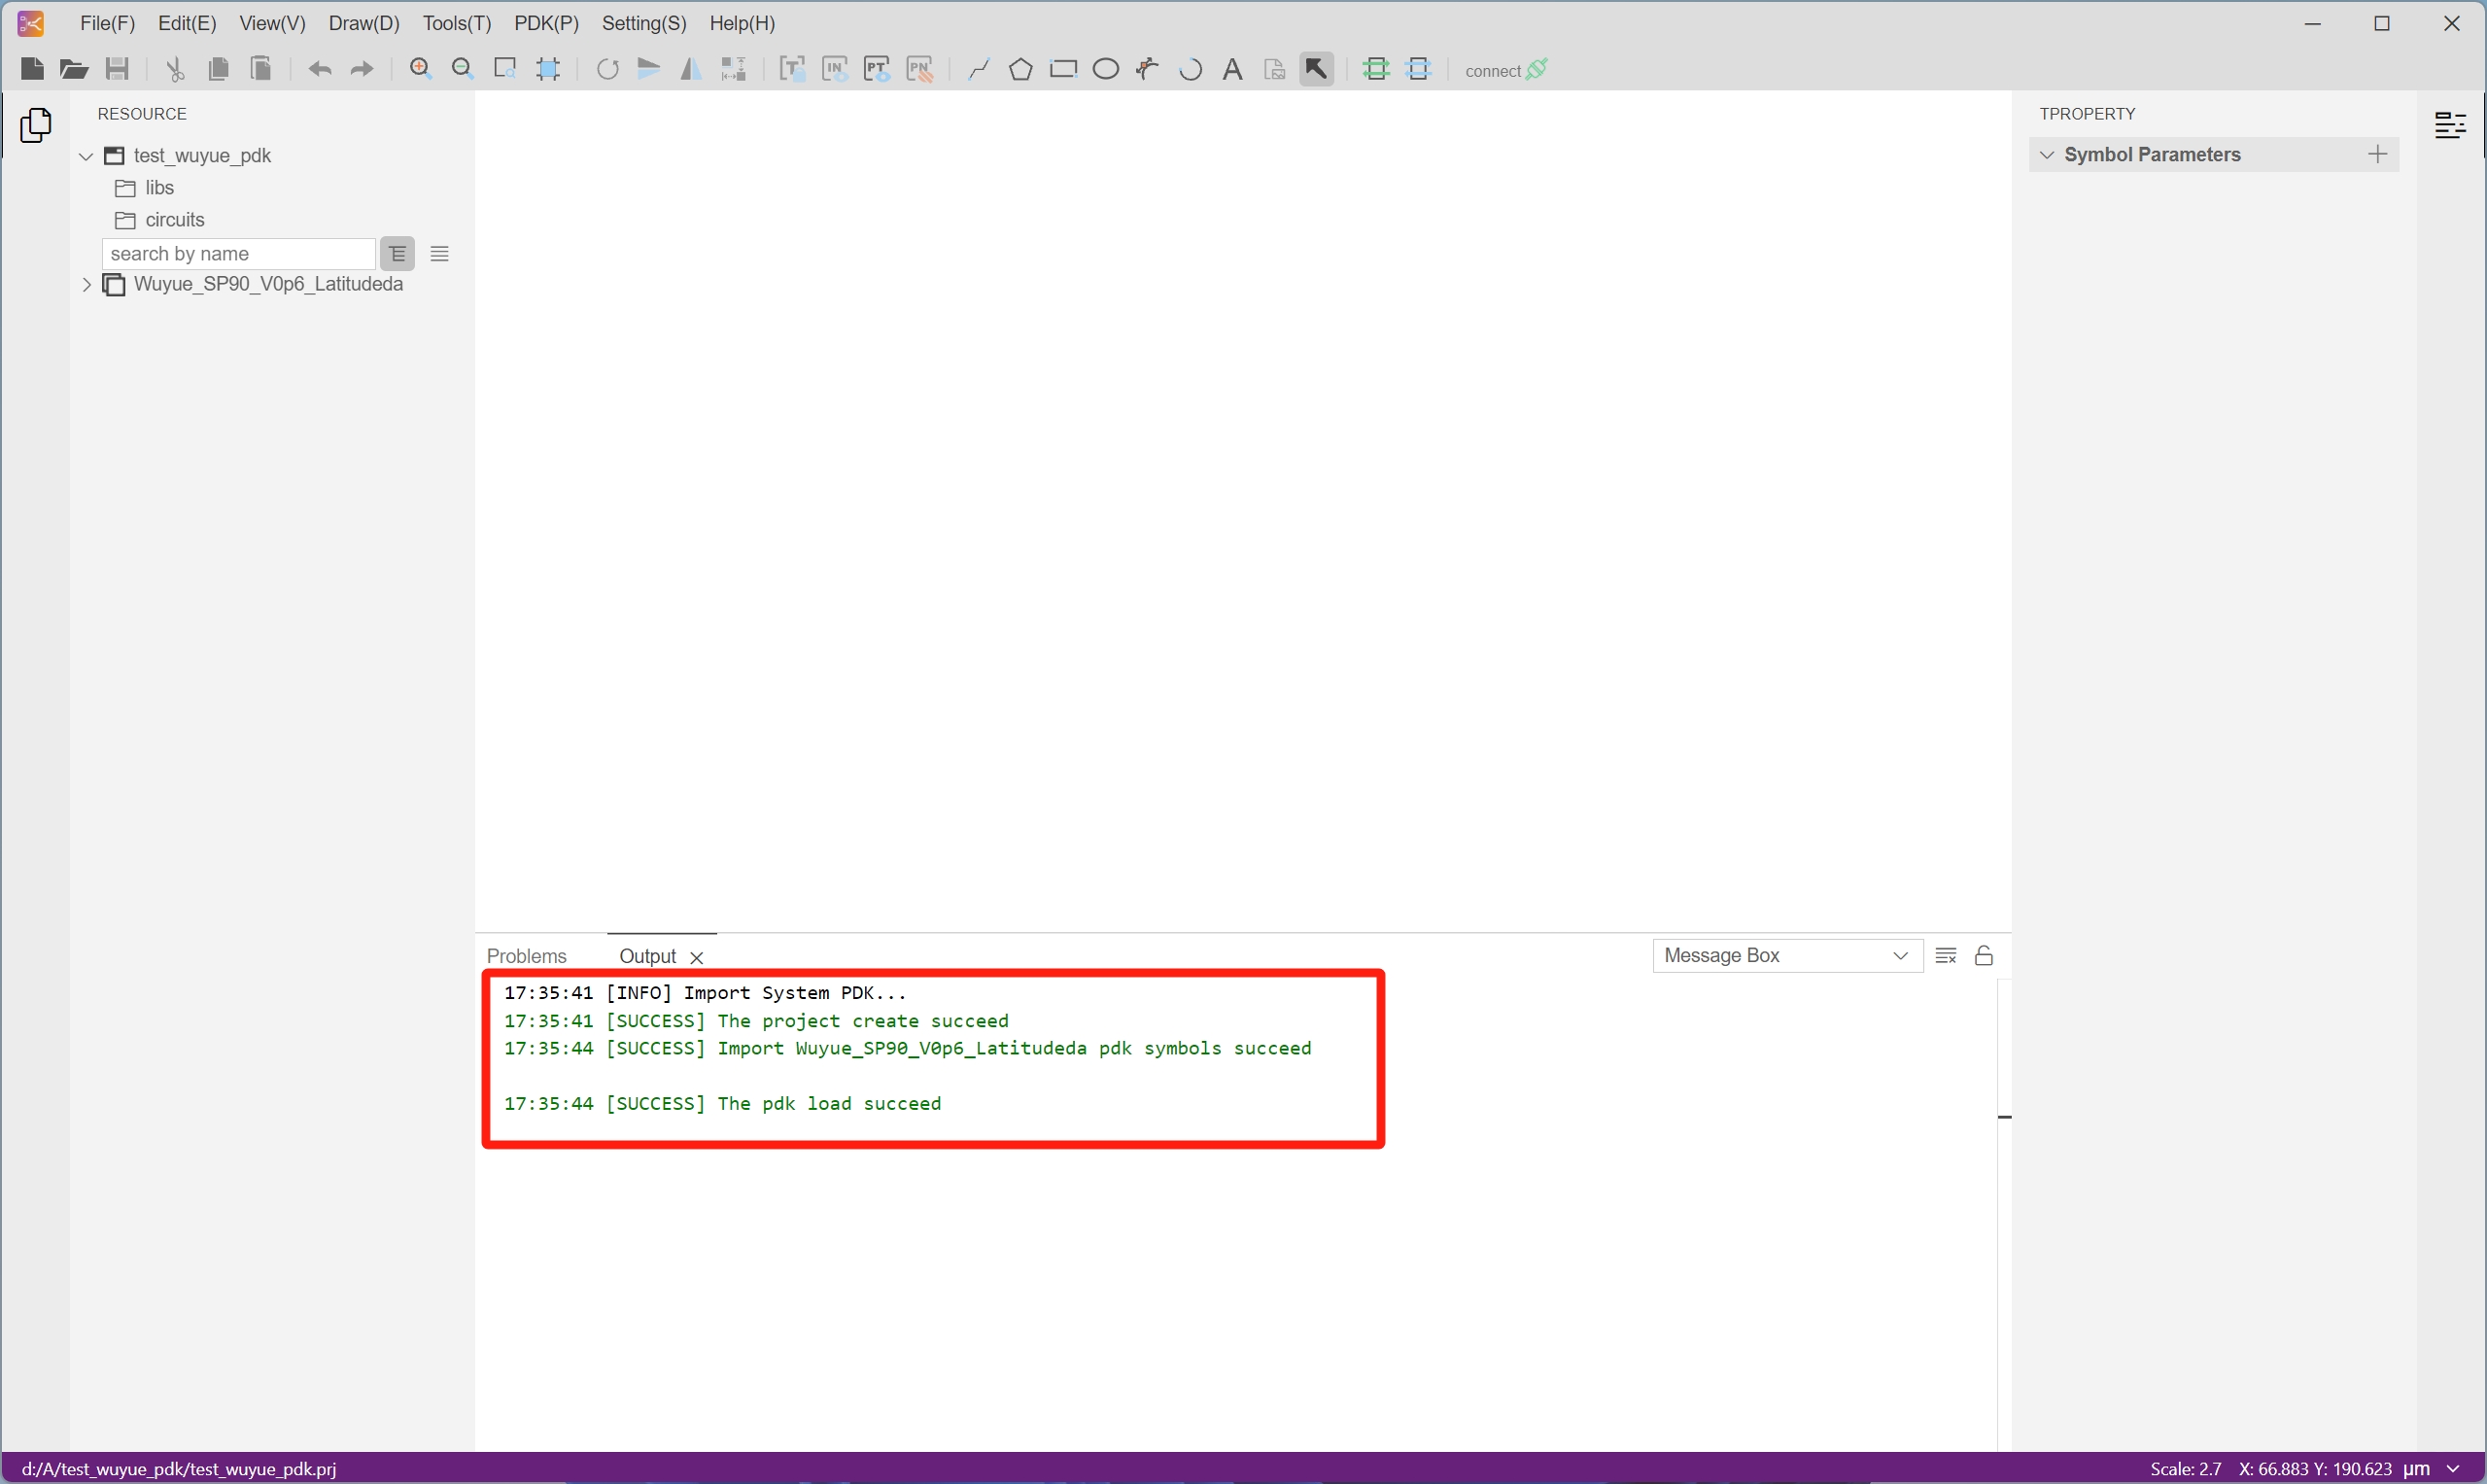 File(F) Edit(E) View(V) Draw(D) Tools(T) PDK(P) Setting(S) Help(H)
T IN PT PN A connect
RESOURCE
test_wuyue_pdk
libs
circuits
search by name
Wuyue_SP90_V0p6_Latitudeda
TPROPERTY
Symbol Parameters
Problems Output Message Box
17:35:41 [INFO] Import System PDK...
17:35:41 [SUCCESS] The project create succeed
17:35:44 [SUCCESS] Import Wuyue_SP90_V0p6_Latitudeda pdk symbols succeed
17:35:44 [SUCCESS] The pdk load succeed
d:/A/test_wuyue_pdk/test_wuyue_pdk.prj Scale: 2.7 X: 66.883 Y: 190.623 μm